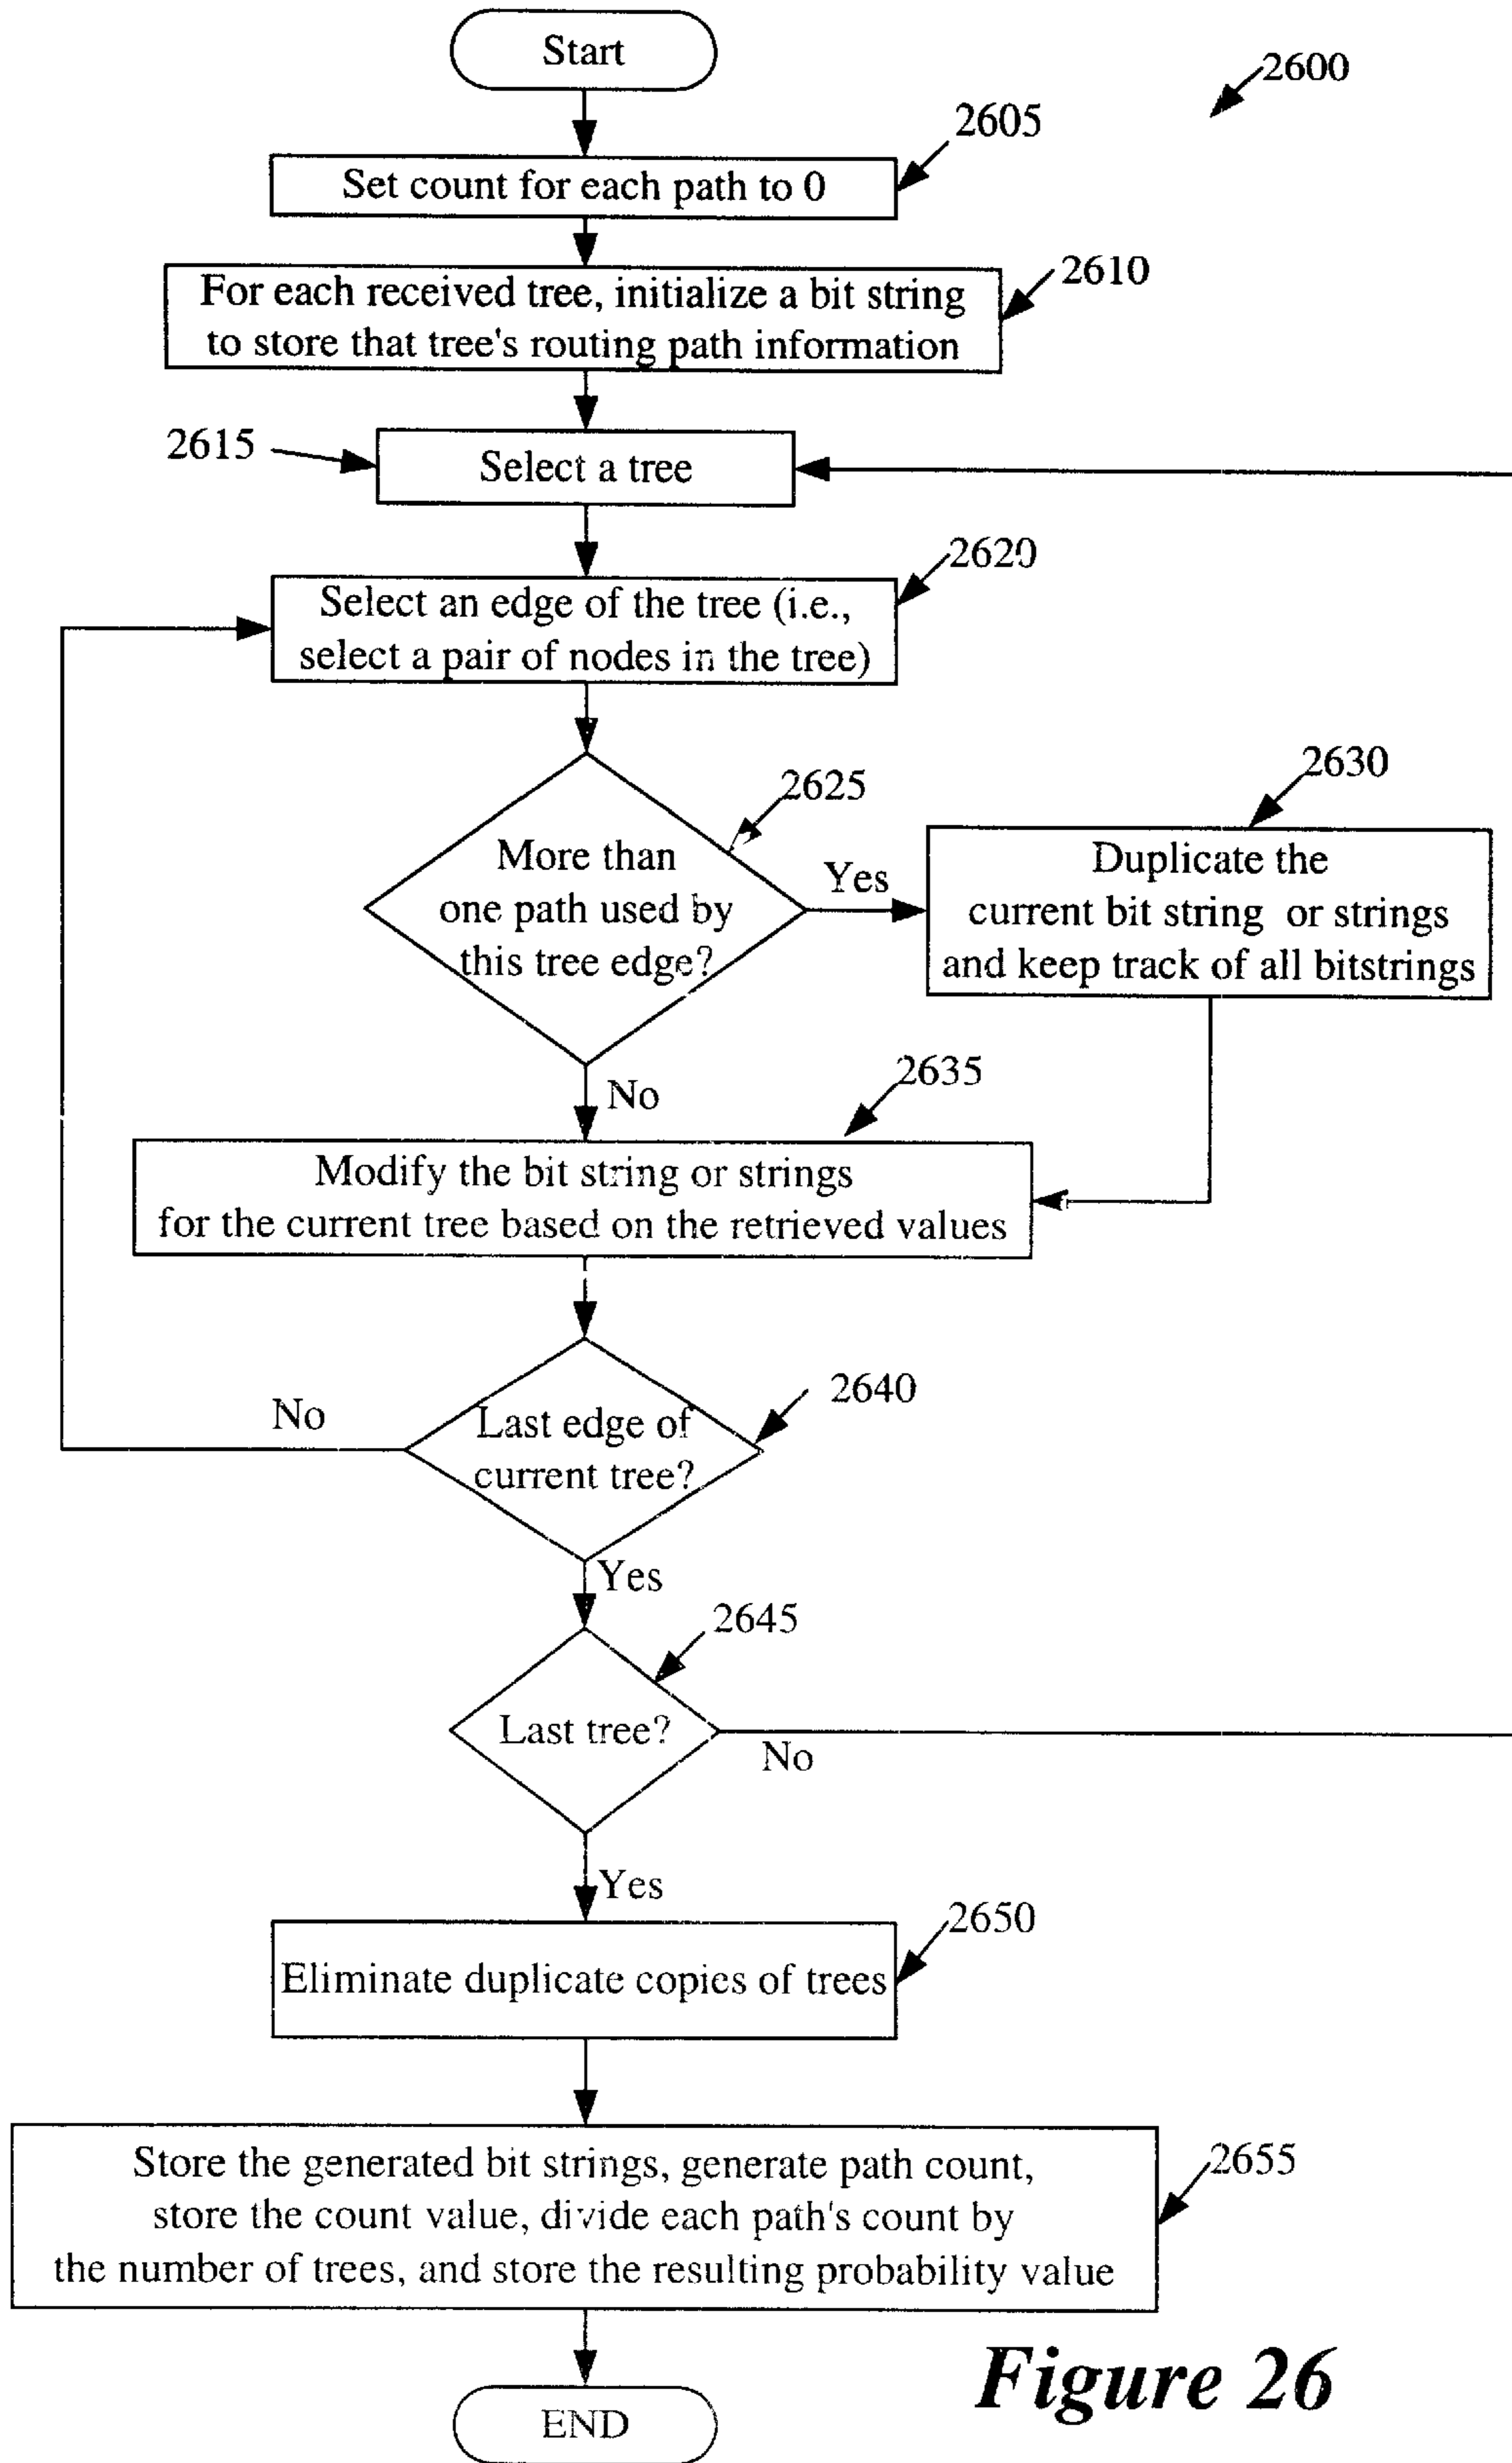 Start
2600
2605
Set count for each path to 0
2610
For each received tree, initialize a bit string
to store that tree's routing path information
2615
Select a tree
2620
Select an edge of the tree (i.e.,
select a pair of nodes in the tree)
2625
2630
More than
one path used by
this tree edge?
Yes
Duplicate the
current bit string or strings
and keep track of all bitstrings
No
2635
Modify the bit string or strings
for the current tree based on the retrieved values
2640
No
Last edge of
current tree?
Yes
2645
Last tree?
No
Yes
2650
Eliminate duplicate copies of trees
2655
Store the generated bit strings, generate path count,
store the count value, divide each path's count by
the number of trees, and store the resulting probability value
Figure 26
END